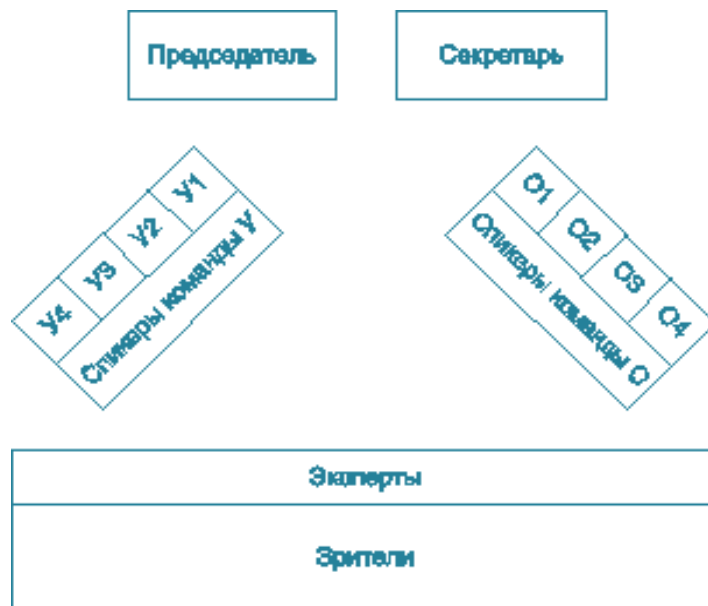 Председатель
Секретарь
У1
У2
У3
У4
Спикеры команды У
О1
О2
О3
О4
Спикеры команды О
Эксперты
Зрители